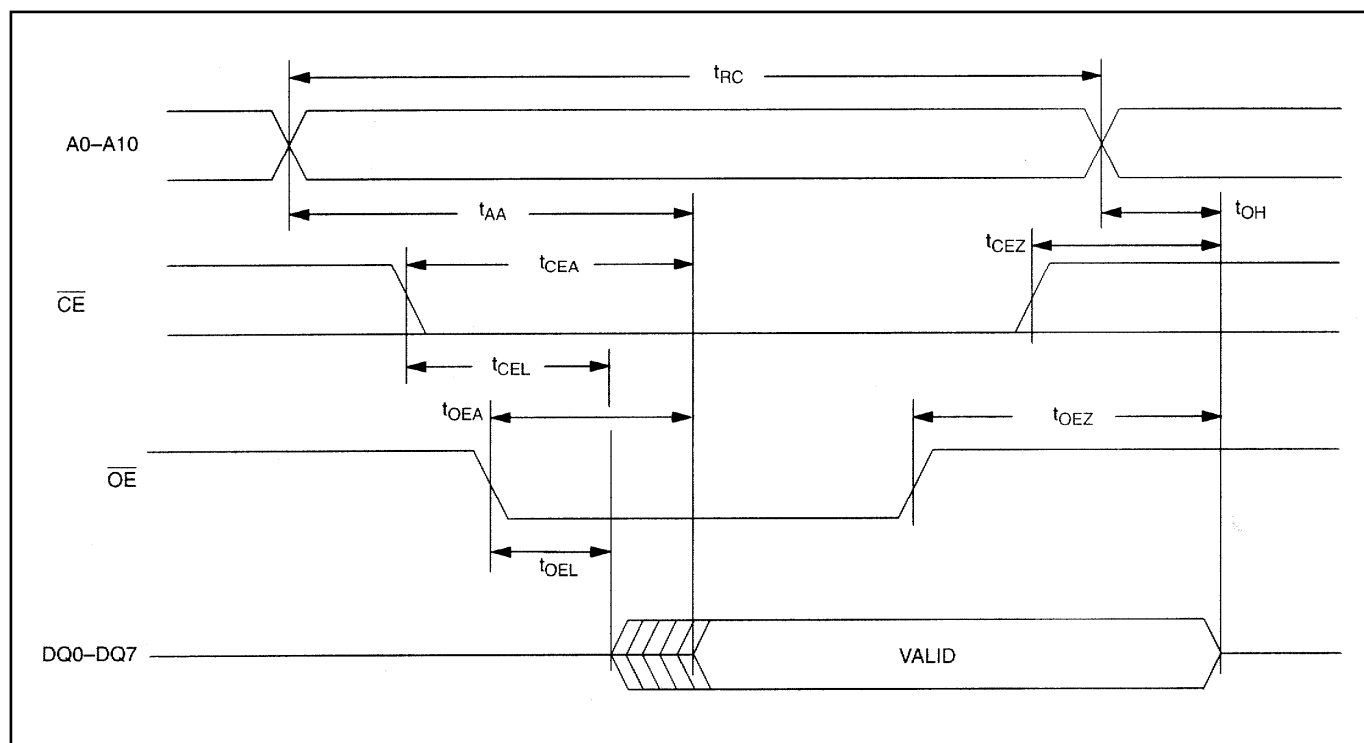 tRC
A0–A10
tAA
tOH
tCEZ
tCEA
CE
tCEL
tOEA
tOEZ
OE
tOEL
DQ0–DQ7
VALID